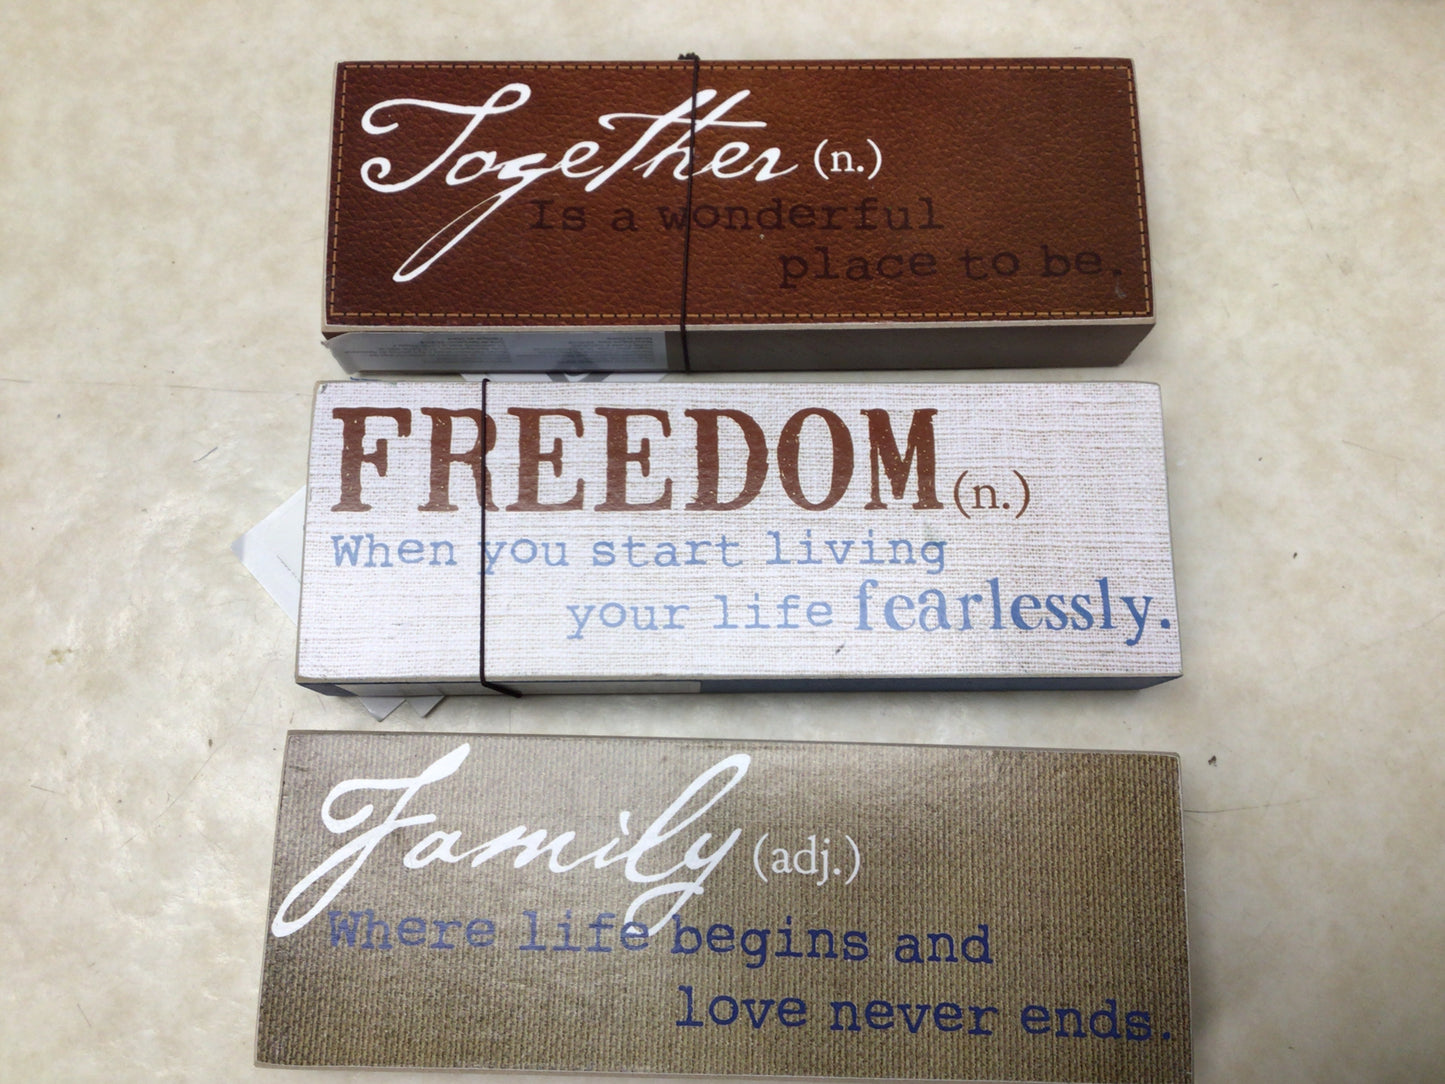 Together (n.)
Is a wonderful
place to be.
FREEDOM (n.)
When you start living
your life fearlessly.
Family (adj.)
Where life begins and
love never ends.